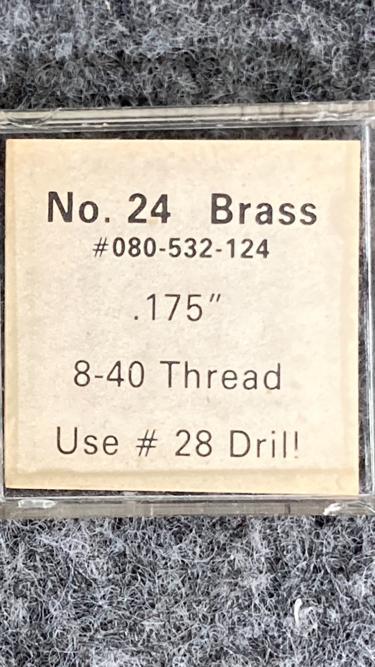 No. 24 Brass
#080-532-124
.175"
8-40 Thread
Use # 28 Drill